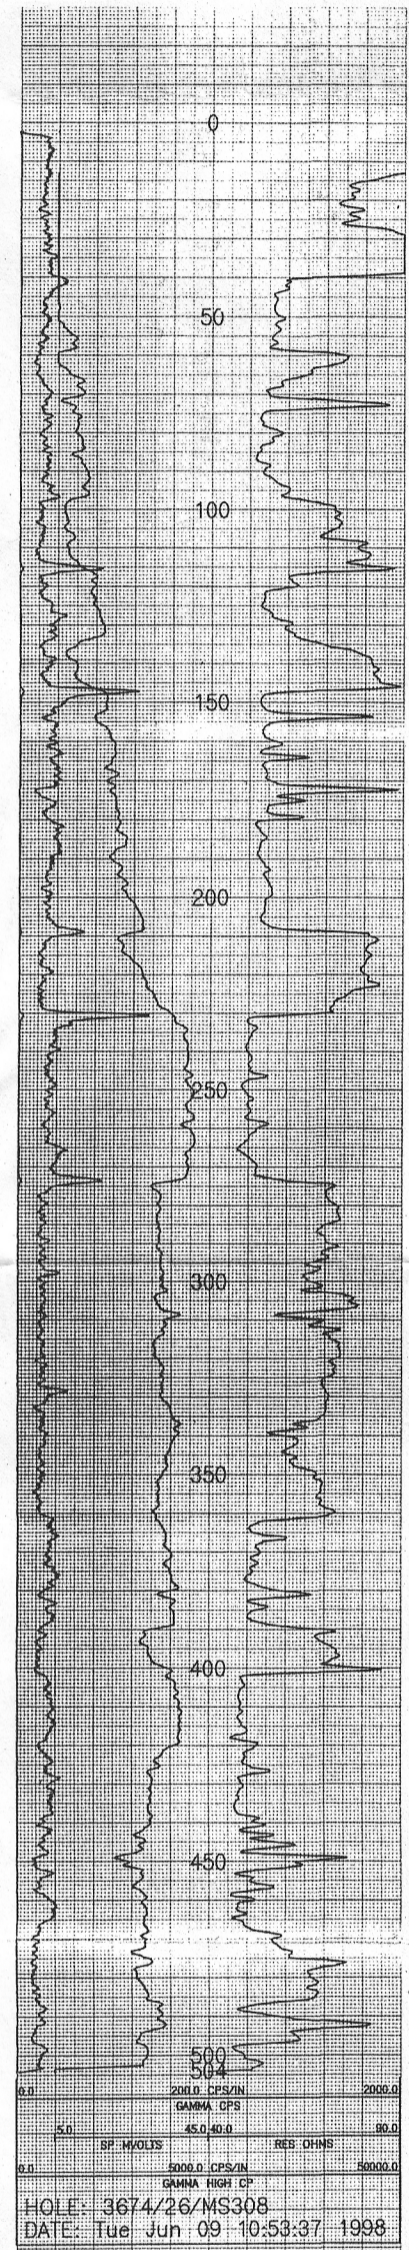 0
50
100
150
200
250
300
350
400
450
500
504
0.0 200.0 CPS/IN 2000.0
GAMMA CPS
5.0 45.0 40.0 90.0
SP MVOLTS RES OHMS
0.0 5000.0 CPS/IN 50000.0
GAMMA HIGH CP
HOLE: 3674/26/MS308
DATE: Tue Jun 09 10:53:37 1998